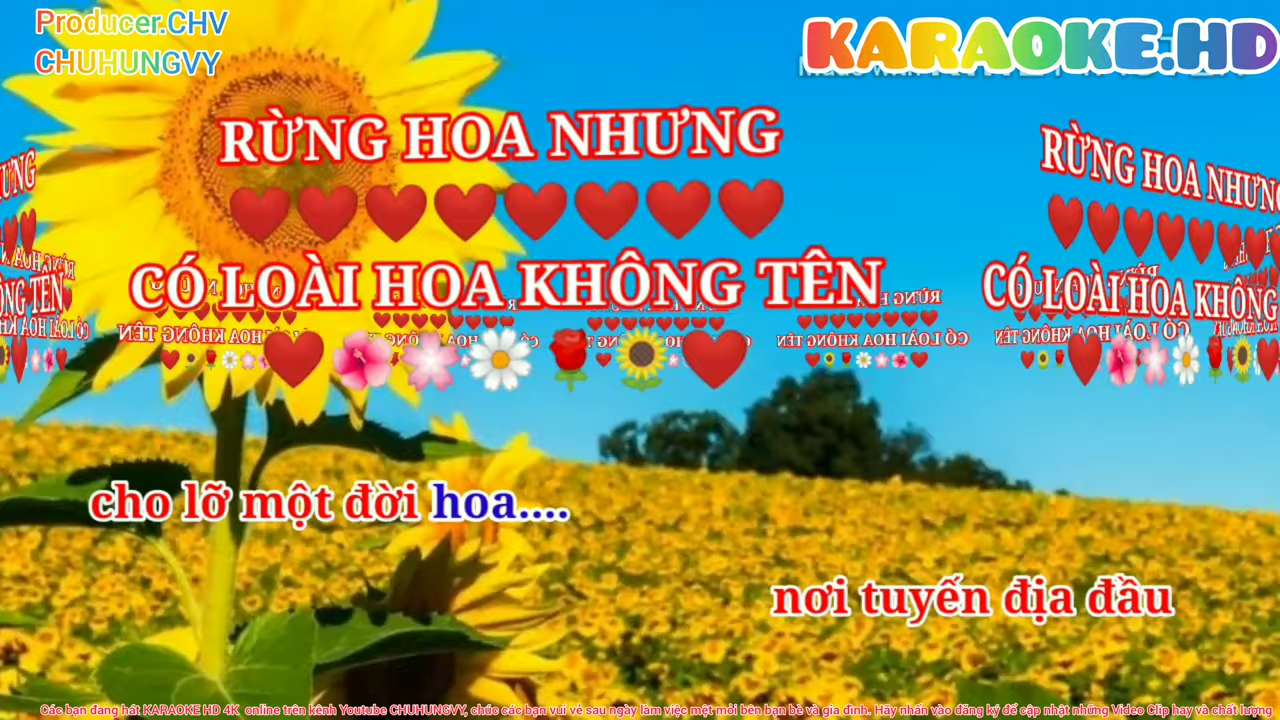 Producer.CHV
CHUHUNGVY
KARAOKE.HD
RỪNG HOA NHƯNG
CÓ LOÀI HOA KHÔNG TÊN
RỪNG HOA NHƯNG
CÓ LOÀI HOA KHÔNG
cho lỡ một đời hoa....
nơi tuyến địa đầu
Các bạn đang hát KARAOKE HD 4K online trên kênh Youtube CHUHUNGVY, chúc các bạn vui vẻ sau ngày làm việc mệt mỏi bên bạn bè và gia đình. Hãy nhấn vào đăng ký để cập nhật những Video Clip hay và chất lượng